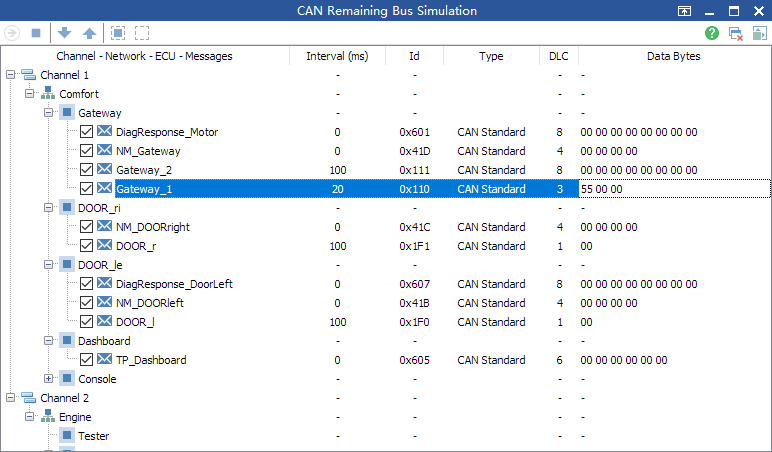 CAN Remaining Bus Simulation
Channel - Network - ECU - Messages Interval (ms) Id Type DLC Data Bytes
Channel 1 - - - - -
Comfort - - - - -
Gateway - - - - -
DiagResponse_Motor 0 0x601 CAN Standard 8 00 00 00 00 00 00 00 00
NM_Gateway 0 0x41D CAN Standard 4 00 00 00 00
Gateway_2 100 0x111 CAN Standard 8 00 00 00 00 00 00 00 00
Gateway_1 20 0x110 CAN Standard 3 55 00 00
DOOR_ri - - - - -
NM_DOORright 0 0x41C CAN Standard 4 00 00 00 00
DOOR_r 100 0x1F1 CAN Standard 1 00
DOOR_le - - - - -
DiagResponse_DoorLeft 0 0x607 CAN Standard 8 00 00 00 00 00 00 00 00
NM_DOORleft 0 0x41B CAN Standard 4 00 00 00 00
DOOR_l 100 0x1F0 CAN Standard 1 00
Dashboard - - - - -
TP_Dashboard 0 0x605 CAN Standard 6 00 00 00 00 00 00
Console - - - - -
Channel 2 - - - - -
Engine - - - - -
Tester - - - - -